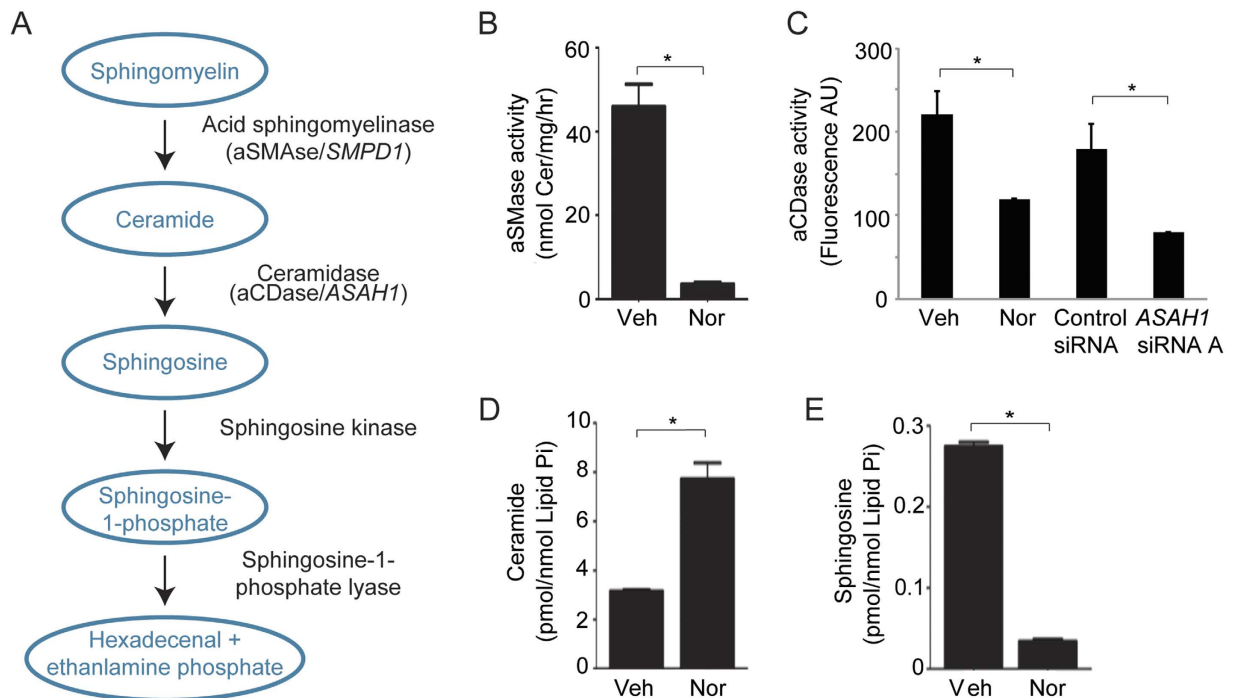 A
Sphingomyelin
Acid sphingomyelinase
(aSMAse/SMPD1)
Ceramide
Ceramidase
(aCDase/ASAH1)
Sphingosine
Sphingosine kinase
Sphingosine-
1-phosphate
Sphingosine-1-
phosphate lyase
Hexadecenal +
ethanlamine phosphate
B
aSMase activity
(nmol Cer/mg/hr)
60
40
20
0
*
Veh Nor
C
aCDase activity
(Fluorescence AU)
300
200
100
0
*
*
Veh Nor Control ASAH1
siRNA siRNA A
D
Ceramide
(pmol/nmol Lipid Pi)
10
8
6
4
2
0
*
Veh Nor
E
Sphingosine
(pmol/nmol Lipid Pi)
0.3
0.2
0.1
0
*
Veh Nor